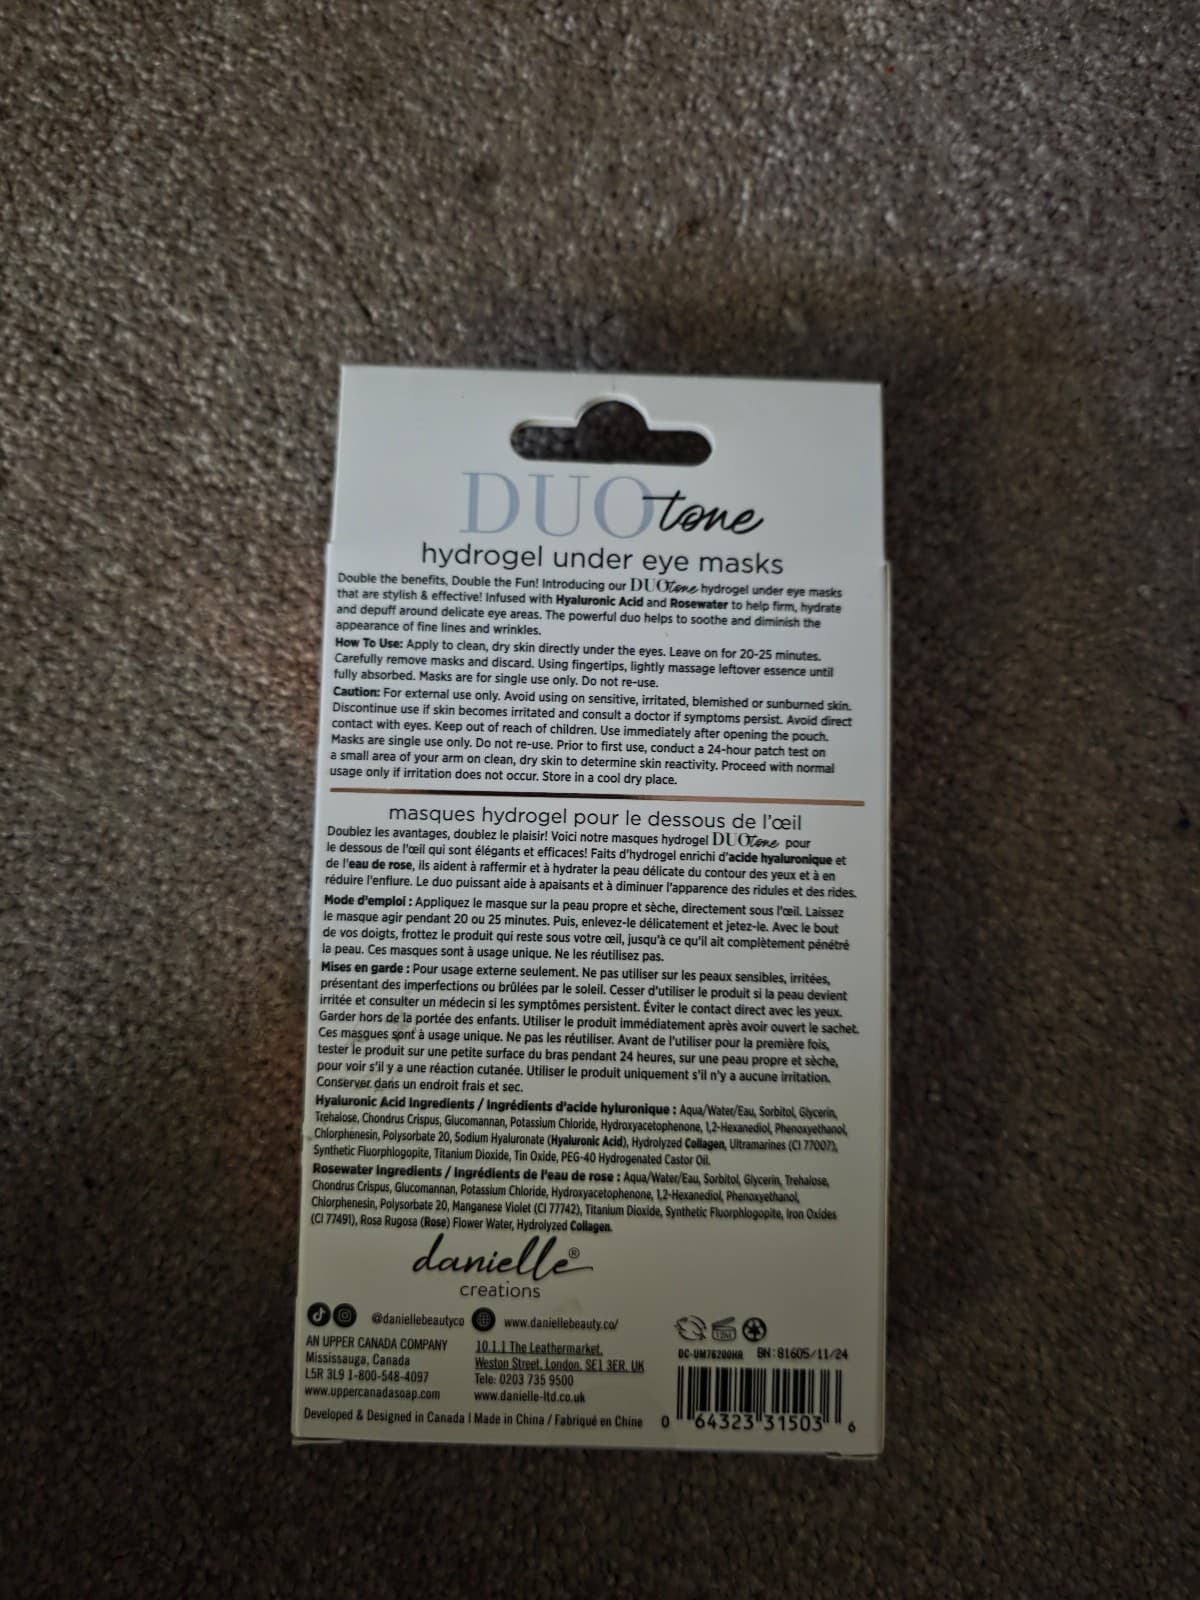 DUOtone
hydrogel under eye masks
Double the benefits, Double the Fun! Introducing our DUOtone hydrogel under eye masks
that are stylish & effective! Infused with Hyaluronic Acid and Rosewater to help firm, hydrate
and depuff around delicate eye areas. The powerful duo helps to soothe and diminish the
appearance of fine lines and wrinkles.
How To Use: Apply to clean, dry skin directly under the eyes. Leave on for 20-25 minutes.
Carefully remove masks and discard. Using fingertips, lightly massage leftover essence until
fully absorbed. Masks are for single use only. Do not re-use.
Caution: For external use only. Avoid using on sensitive, irritated, blemished or sunburned skin.
Discontinue use if skin becomes irritated and consult a doctor if symptoms persist. Avoid direct
contact with eyes. Keep out of reach of children. Use immediately after opening the pouch.
Masks are single use only. Do not re-use. Prior to first use, conduct a 24-hour patch test on
a small area of your arm on clean, dry skin to determine skin reactivity. Proceed with normal
usage only if irritation does not occur. Store in a cool dry place.
masques hydrogel pour le dessous de l'œil
Doublez les avantages, doublez le plaisir! Voici notre masques hydrogel DUOtone pour
le dessous de l'œil qui sont élégants et efficaces! Faits d'hydrogel enrichi d'acide hyaluronique et
de l'eau de rose, ils aident à raffermir et à hydrater la peau délicate du contour des yeux et à en
réduire l'enflure. Le duo puissant aide à apaisants et à diminuer l'apparence des ridules et des rides.
Mode d'emploi : Appliquez le masque sur la peau propre et sèche, directement sous l'œil. Laissez
le masque agir pendant 20 ou 25 minutes. Puis, enlevez-le délicatement et jetez-le. Avec le bout
de vos doigts, frottez le produit qui reste sous votre œil, jusqu'à ce qu'il ait complètement pénétré
la peau. Ces masques sont à usage unique. Ne les réutilisez pas.
Mises en garde : Pour usage externe seulement. Ne pas utiliser sur les peaux sensibles, irritées,
présentant des imperfections ou brûlées par le soleil. Cesser d'utiliser le produit si la peau devient
irritée et consulter un médecin si les symptômes persistent. Éviter le contact direct avec les yeux.
Garder hors de la portée des enfants. Utiliser le produit immédiatement après avoir ouvert le sachet.
Ces masques sont à usage unique. Ne pas les réutiliser. Avant de l'utiliser pour la première fois,
tester le produit sur une petite surface du bras pendant 24 heures, sur une peau propre et sèche,
pour voir s'il y a une réaction cutanée. Utiliser le produit uniquement s'il n'y a aucune irritation.
Conserver dans un endroit frais et sec.
Hyaluronic Acid Ingredients / Ingrédients d'acide hyluronique : Aqua/Water/Eau, Sorbitol, Glycerin,
Trehalose, Chondrus Crispus, Glucomannan, Potassium Chloride, Hydroxyacetophenone, 1,2-Hexanediol, Phenoxyethanol,
Chlorphenesin, Polysorbate 20, Sodium Hyaluronate (Hyaluronic Acid), Hydrolyzed Collagen, Ultramarines (CI 77007),
Synthetic Fluorphlogopite, Titanium Dioxide, Tin Oxide, PEG-40 Hydrogenated Castor Oil.
Rosewater Ingredients / Ingrédients de l'eau de rose : Aqua/Water/Eau, Sorbitol, Glycerin, Trehalose,
Chondrus Crispus, Glucomannan, Potassium Chloride, Hydroxyacetophenone, 1,2-Hexanediol, Phenoxyethanol,
Chlorphenesin, Polysorbate 20, Manganese Violet (CI 77742), Titanium Dioxide, Synthetic Fluorphlogopite, Iron Oxides
(CI 77491), Rosa Rugosa (Rose) Flower Water, Hydrolyzed Collagen.
danielle®
creations
@daniellebeautyco www.daniellebeauty.co/
AN UPPER CANADA COMPANY
Mississauga, Canada
L5R 3L9 1-800-548-4097
www.uppercanadasoap.com
10.1.1 The Leathermarket,
Weston Street, London, SE1 3ER, UK
Tele: 0203 735 9500
www.danielle-ltd.co.uk
Developed & Designed in Canada | Made in China / Fabriqué en Chine
12M
DC-UM76200HR BN:81605/11/24
0 64323 31503 6